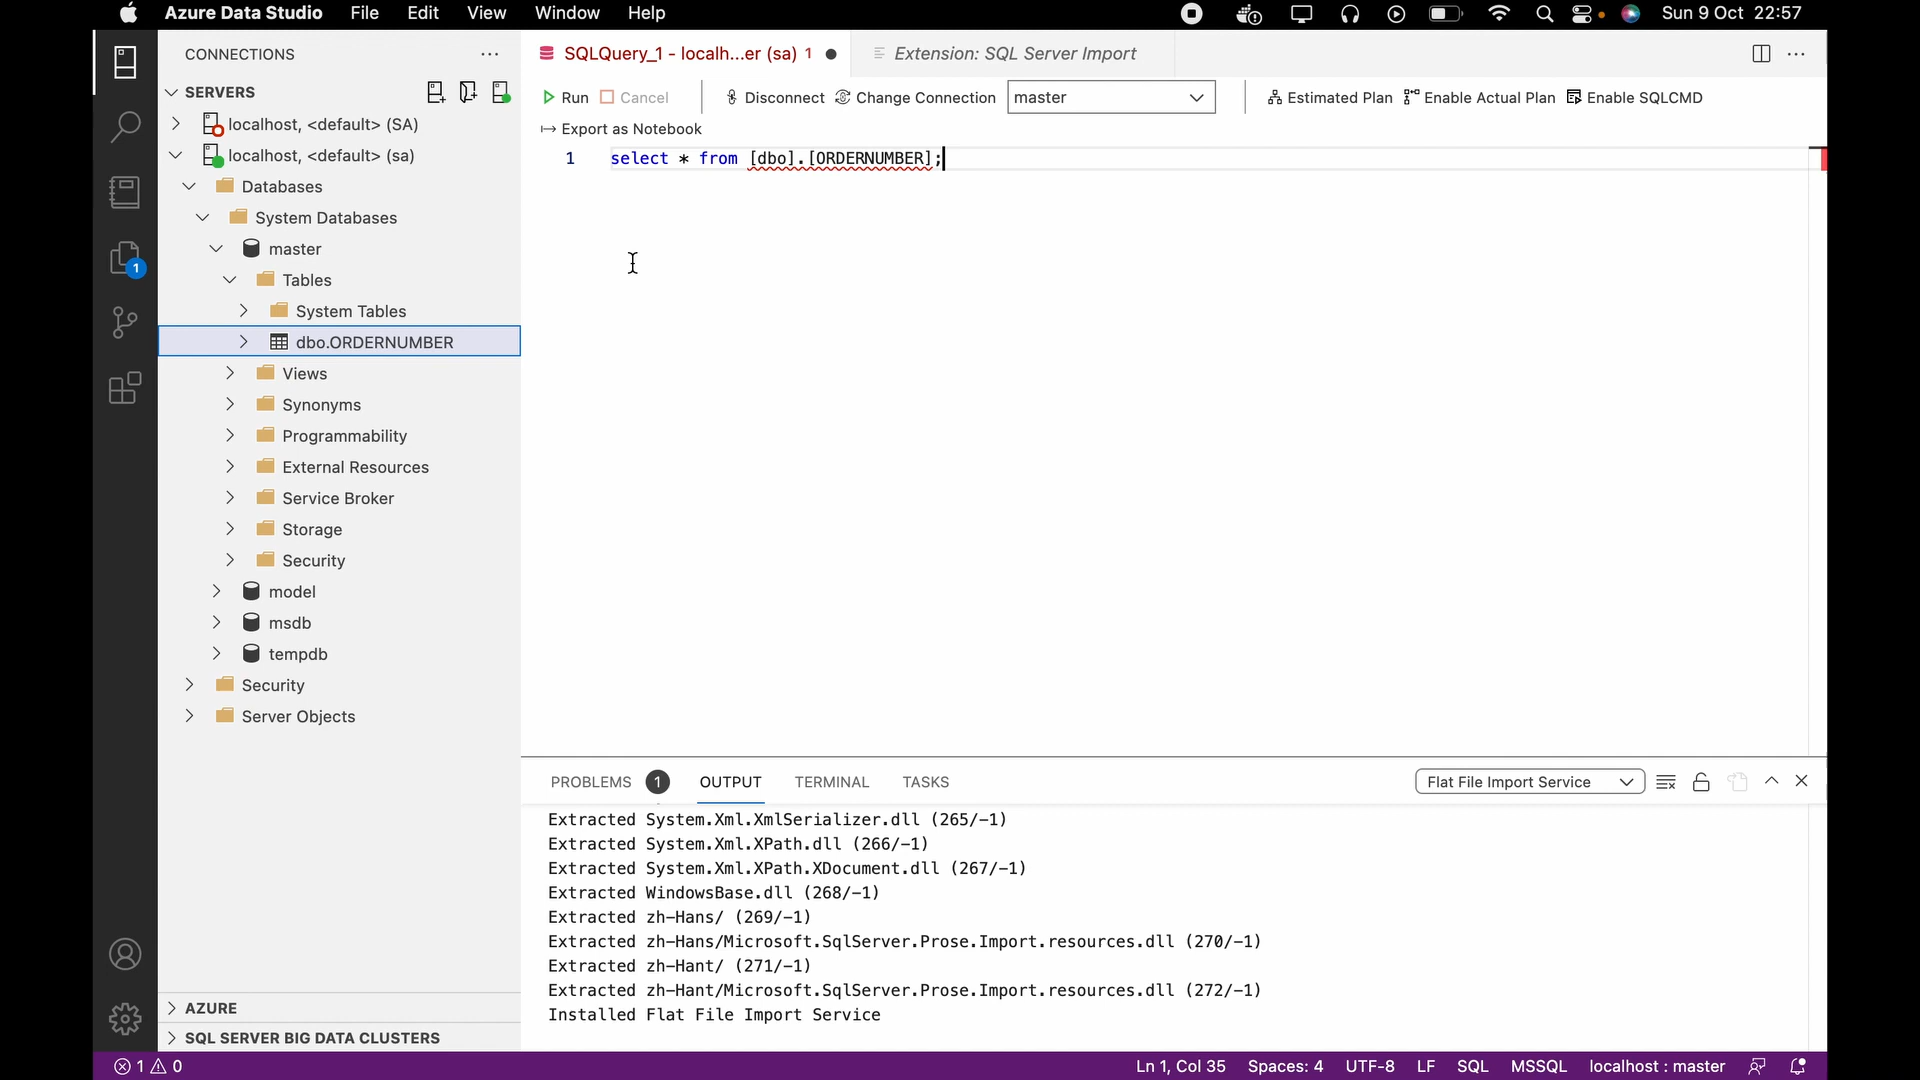 Azure Data Studio File Edit View Window Help Sun 9 Oct 22:57
CONNECTIONS
SERVERS
localhost, <default> (SA)
localhost, <default> (sa)
Databases
System Databases
master
Tables
System Tables
dbo.ORDERNUMBER
Views
Synonyms
Programmability
External Resources
Service Broker
Storage
Security
model
msdb
tempdb
Security
Server Objects
AZURE
SQL SERVER BIG DATA CLUSTERS
1
SQLQuery_1 - localh...er (sa) 1 Extension: SQL Server Import
Run Cancel Disconnect Change Connection master Estimated Plan Enable Actual Plan Enable SQLCMD
Export as Notebook
1 select * from [dbo].[ORDERNUMBER];
PROBLEMS 1 OUTPUT TERMINAL TASKS Flat File Import Service
Extracted System.Xml.XmlSerializer.dll (265/-1)
Extracted System.Xml.XPath.dll (266/-1)
Extracted System.Xml.XPath.XDocument.dll (267/-1)
Extracted WindowsBase.dll (268/-1)
Extracted zh-Hans/ (269/-1)
Extracted zh-Hans/Microsoft.SqlServer.Prose.Import.resources.dll (270/-1)
Extracted zh-Hant/ (271/-1)
Extracted zh-Hant/Microsoft.SqlServer.Prose.Import.resources.dll (272/-1)
Installed Flat File Import Service
1 0 Ln 1, Col 35 Spaces: 4 UTF-8 LF SQL MSSQL localhost : master